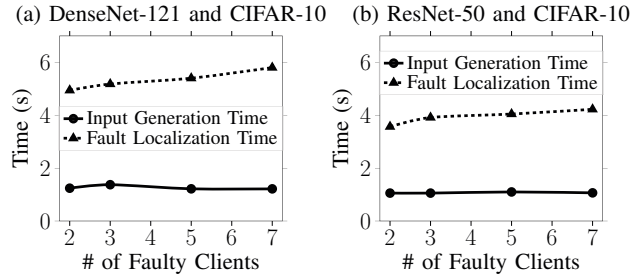 (a) DenseNet-121 and CIFAR-10
6
4
2
0
Time (s)
Input Generation Time
Fault Localization Time
2 3 4 5 6 7
# of Faulty Clients
(b) ResNet-50 and CIFAR-10
6
4
2
0
Time (s)
Input Generation Time
Fault Localization Time
2 3 4 5 6 7
# of Faulty Clients